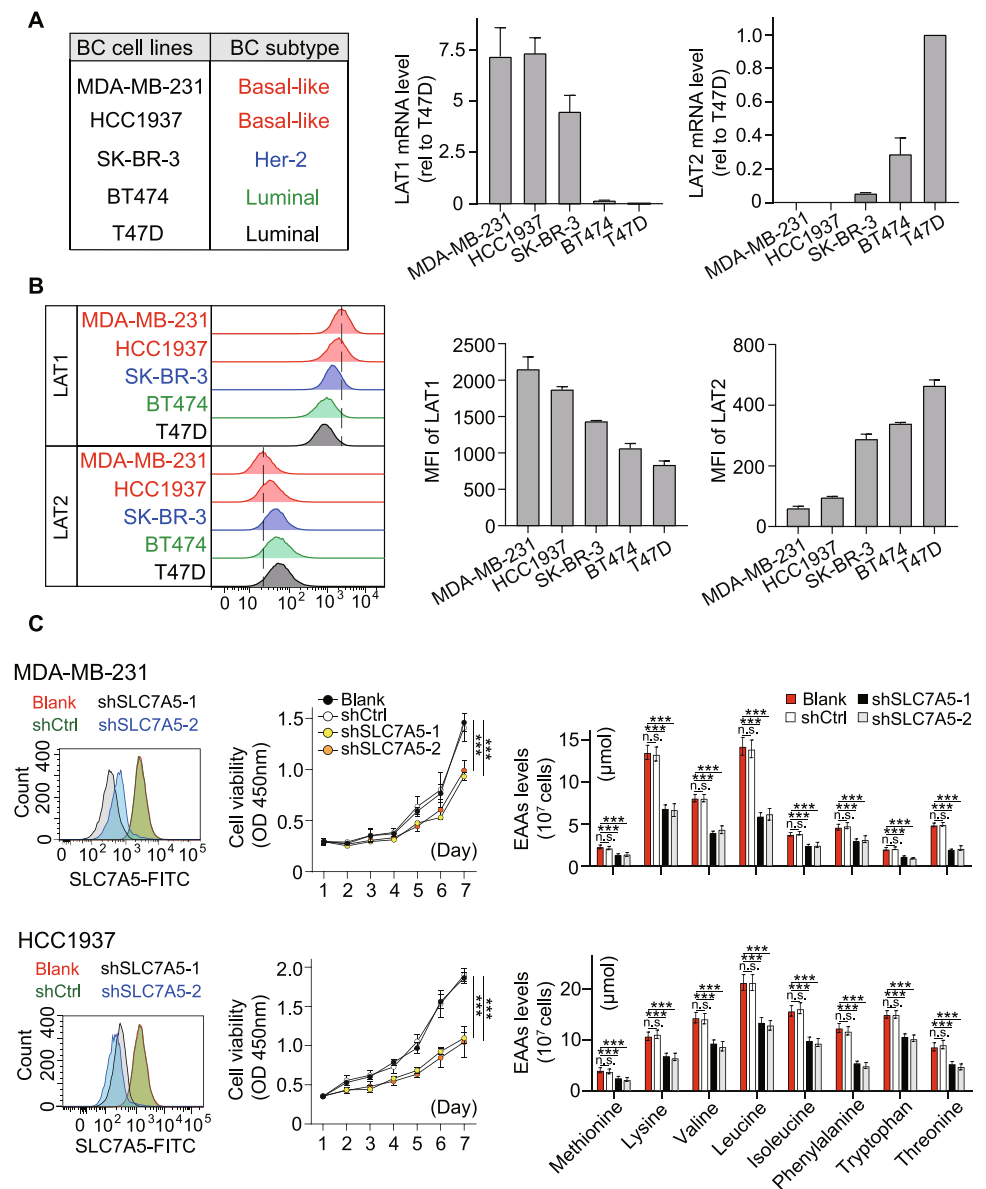 A
BC cell lines BC subtype
MDA-MB-231 Basal-like
HCC1937 Basal-like
SK-BR-3 Her-2
BT474 Luminal
T47D Luminal
LAT1 mRNA level
(rel to T47D)
7.5
5
2.5
0
MDA-MB-231
HCC1937
SK-BR-3
BT474
T47D
LAT2 mRNA level
(rel to T47D)
1.0
0.8
0.6
0.4
0.2
0
MDA-MB-231
HCC1937
SK-BR-3
BT474
T47D
B
LAT1
MDA-MB-231
HCC1937
SK-BR-3
BT474
T47D
LAT2
MDA-MB-231
HCC1937
SK-BR-3
BT474
T47D
0 10 10² 10³ 10⁴
MFI of LAT1
2500
2000
1500
1000
500
0
MDA-MB-231
HCC1937
SK-BR-3
BT474
T47D
MFI of LAT2
800
400
200
0
MDA-MB-231
HCC1937
SK-BR-3
BT474
T47D
C
MDA-MB-231
Blank shSLC7A5-1
shCtrl shSLC7A5-2
Count
400
200
0
0 10² 10³ 10⁴ 10⁵
SLC7A5-FITC
Blank
shCtrl
shSLC7A5-1
shSLC7A5-2
Cell viability
(OD 450nm)
1.5
1.0
0.5
0
***
***
(Day)
1 2 3 4 5 6 7
Blank shSLC7A5-1
shCtrl shSLC7A5-2
EAAs levels
(10⁷ cells)
(μmol)
15
10
5
0
***
***
n.s.
***
***
n.s.
***
***
n.s.
***
***
n.s.
***
***
n.s.
***
***
n.s.
***
***
n.s.
***
***
n.s.
HCC1937
Blank shSLC7A5-1
shCtrl shSLC7A5-2
Count
400
200
0
0 10² 10³ 10⁴ 10⁵
SLC7A5-FITC
Cell viability
(OD 450nm)
2.0
1.5
1.0
0.5
0
***
***
(Day)
1 2 3 4 5 6 7
EAAs levels
(10⁷ cells)
(μmol)
20
10
0
***
***
n.s.
***
***
n.s.
***
***
n.s.
***
***
n.s.
***
***
n.s.
***
***
n.s.
***
***
n.s.
***
***
n.s.
Methionine
Lysine
Valine
Leucine
Isoleucine
Phenylalanine
Tryptophan
Threonine